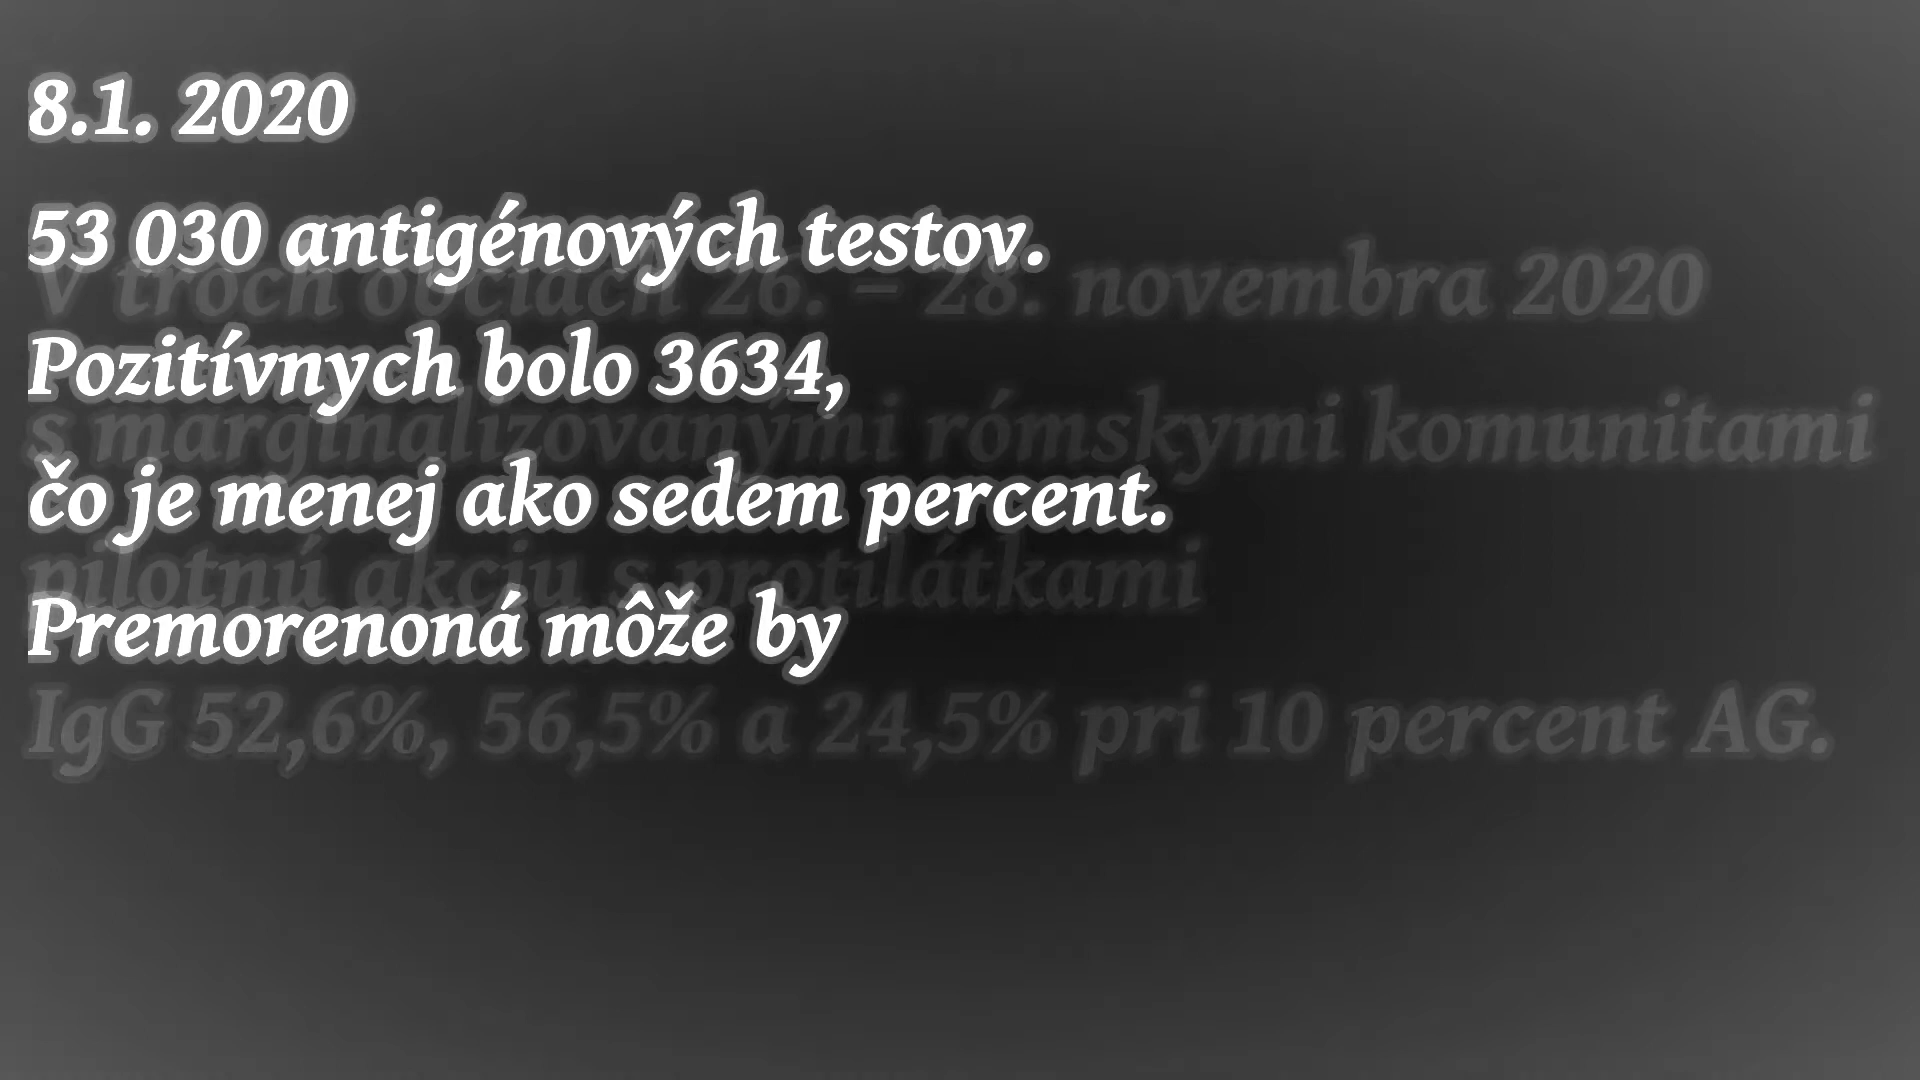 8.1. 2020
53 030 antigénových testov.
V troch obciach 26. – 28. novembra 2020
Pozitívnych bolo 3634,
s marginalizovanými rómskymi komunitami
čo je menej ako sedem percent.
pilotnú akciu s protilátkami
Premorenoná môže by
IgG 52,6%, 56,5% a 24,5% pri 10 percent AG.